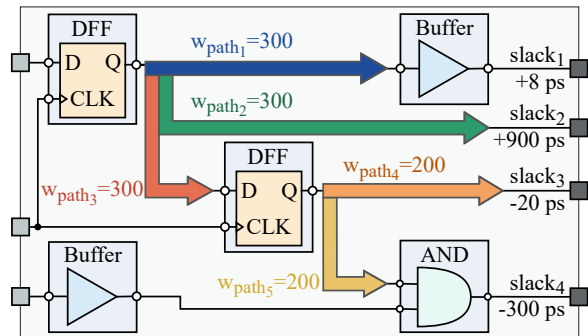 DFF
D Q
CLK
w_path₁=300
Buffer
slack₁
+8 ps
w_path₂=300
slack₂
+900 ps
w_path₃=300
DFF
D Q
CLK
w_path₄=200
slack₃
-20 ps
Buffer
w_path₅=200
AND
slack₄
-300 ps